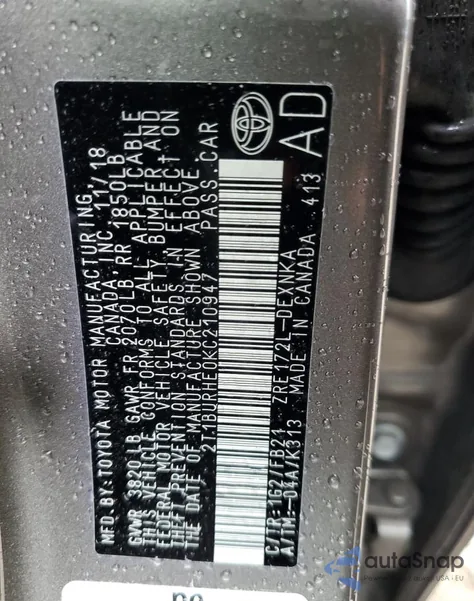 MFD. BY: TOYOTA MOTOR MANUFACTURING,
CANADA, INC. 11/18
GVWR 3820LB GAWR FR 2020LB RR 1850LB
THIS VEHICLE CONFORMS TO ALL APPLICABLE
FEDERAL MOTOR VEHICLE SAFETY, BUMPER AND
THEFT PREVENTION STANDARDS IN EFFECT ON
THE DATE OF MANUFACTURE SHOWN ABOVE.
2T1BURHE0KC210947 PASS. CAR
C/TR:1G2/FB24 ZRE172L-DEXNKA
A/TM:-04A/K313 MADE IN CANADA 413
AD
autoSnap